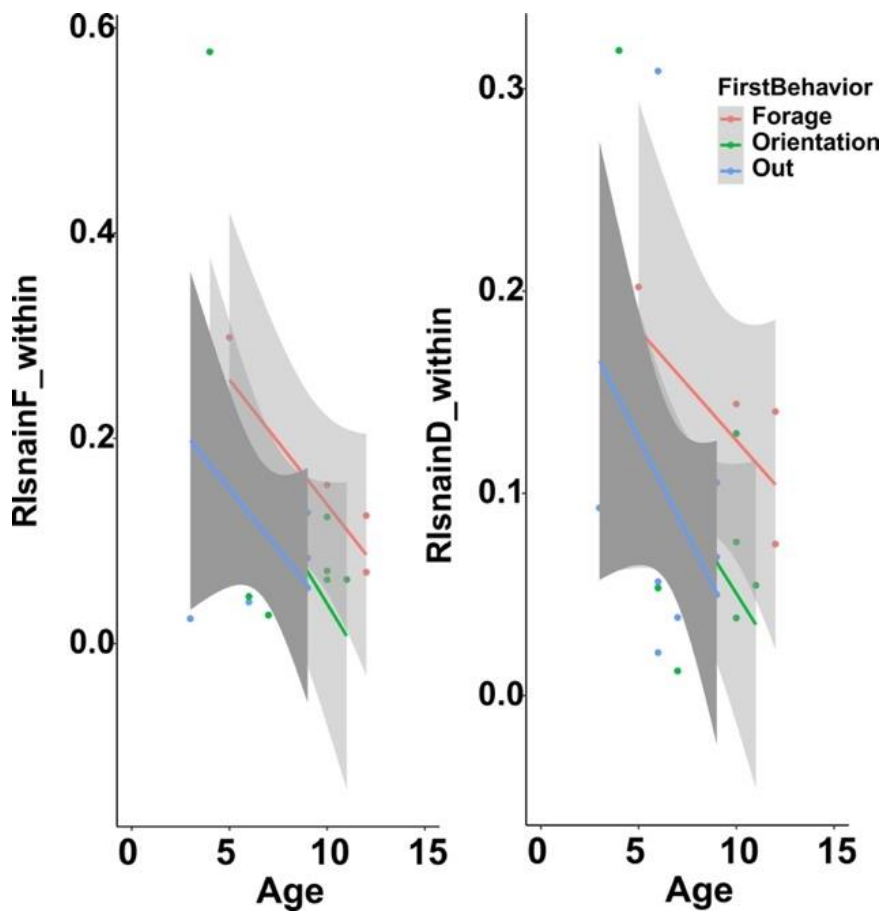 0.6
0.4
0.2
0.0
RIsnainF_within
0 5 10 15
Age
0.3
0.2
0.1
0.0
RIsnainD_within
0 5 10 15
Age
FirstBehavior
Forage
Orientation
Out